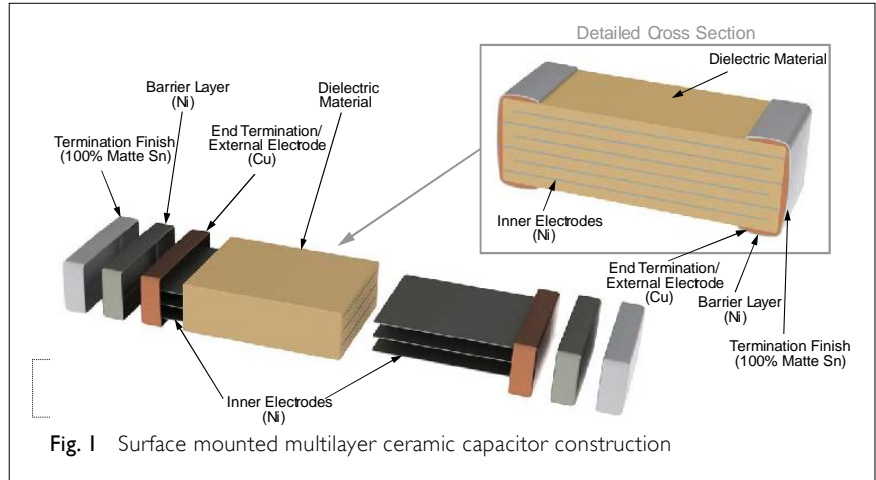 Detailed Cross Section
Dielectric Material
Barrier Layer
(Ni)
Dielectric
Material
Termination Finish
(100% Matte Sn)
End Termination/
External Electrode
(Cu)
Inner Electrodes
(Ni)
End Termination/
External Electrode
(Cu)
Barrier Layer
(Ni)
Termination Finish
(100% Matte Sn)
Inner Electrodes
(Ni)
Fig. 1 Surface mounted multilayer ceramic capacitor construction